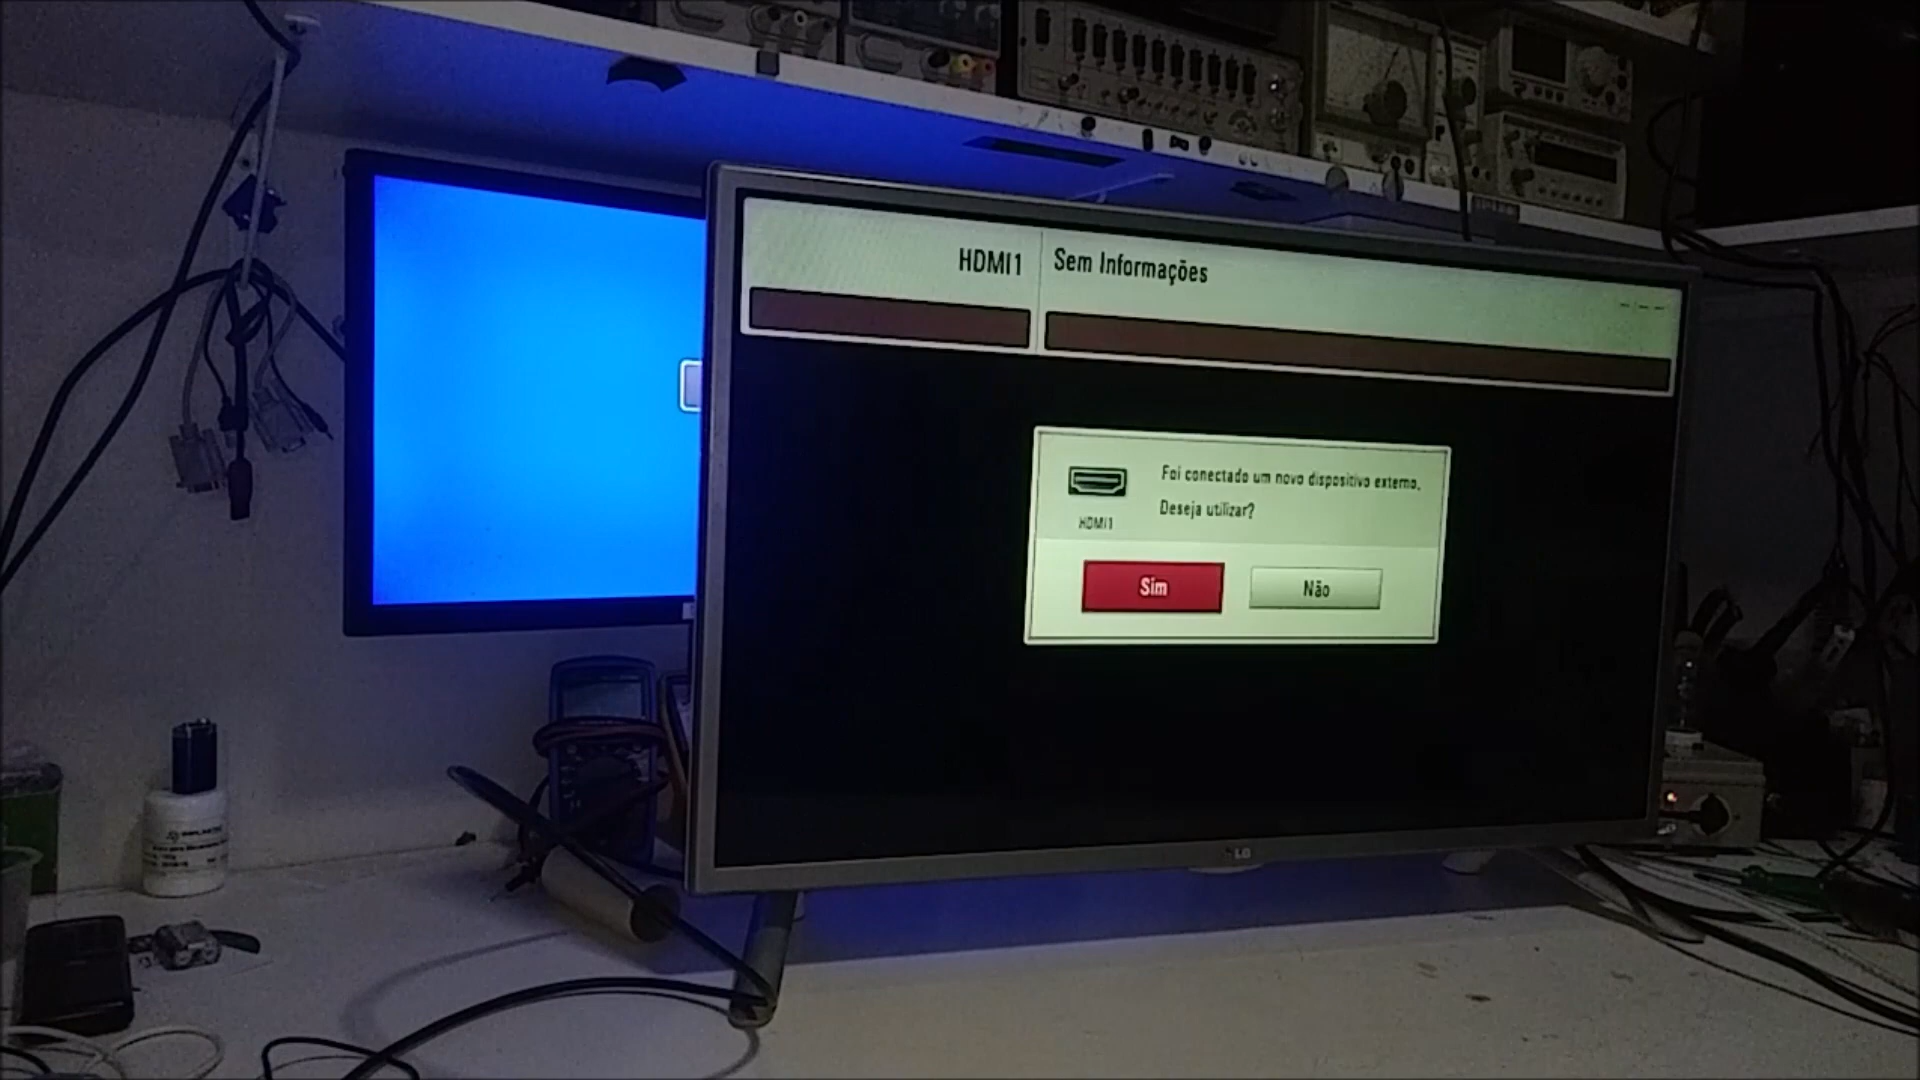 HDMI1
Sem Informações
Foi conectado um novo dispositivo externo.
Deseja utilizar?
HDMI1
Sim
Não
LG